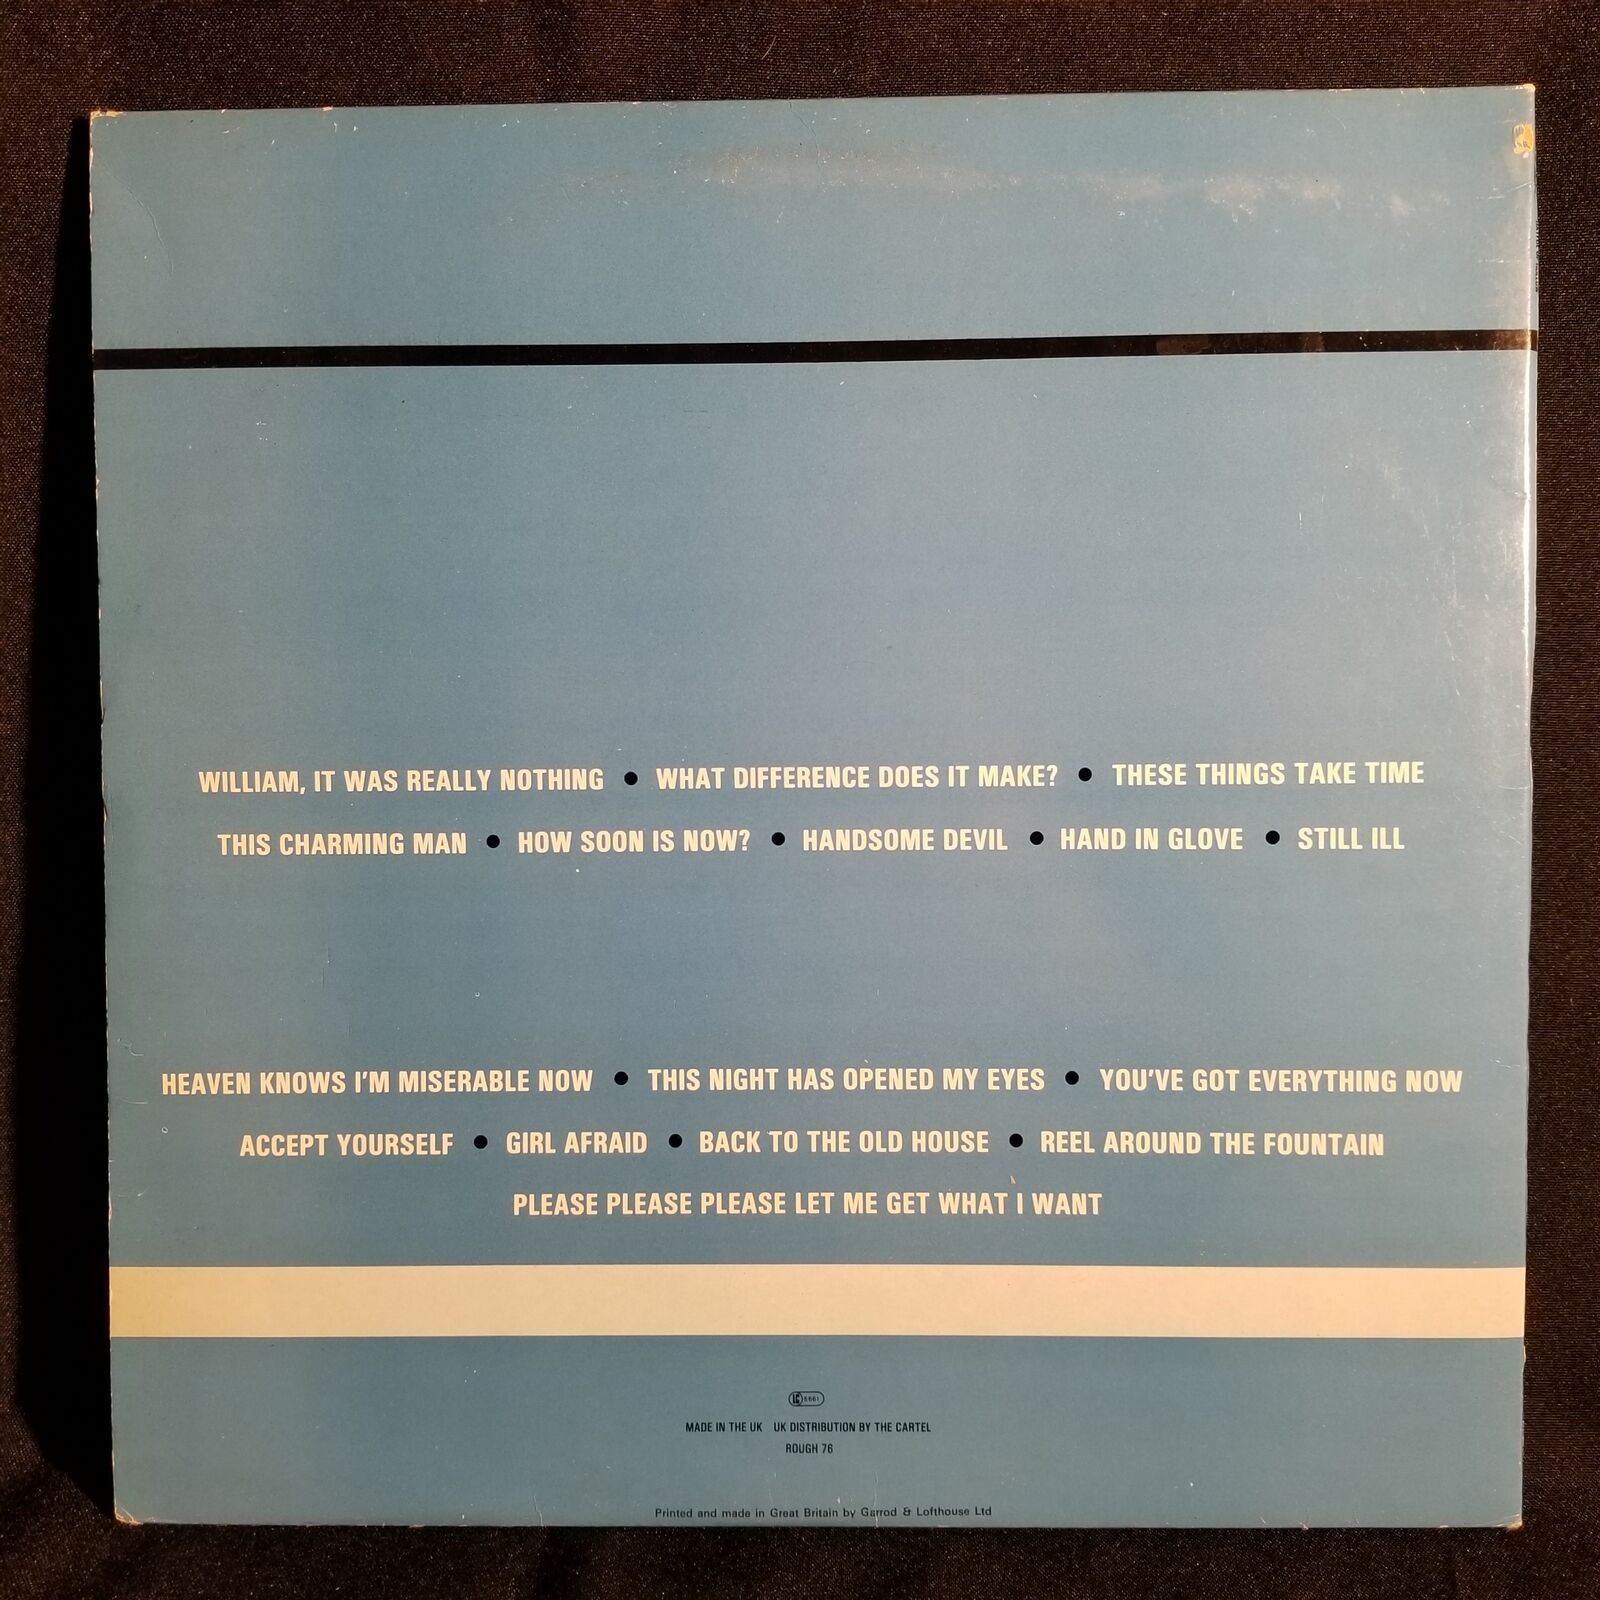 WILLIAM, IT WAS REALLY NOTHING ● WHAT DIFFERENCE DOES IT MAKE? ● THESE THINGS TAKE TIME
THIS CHARMING MAN ● HOW SOON IS NOW? ● HANDSOME DEVIL ● HAND IN GLOVE ● STILL ILL
HEAVEN KNOWS I'M MISERABLE NOW ● THIS NIGHT HAS OPENED MY EYES ● YOU'VE GOT EVERYTHING NOW
ACCEPT YOURSELF ● GIRL AFRAID ● BACK TO THE OLD HOUSE ● REEL AROUND THE FOUNTAIN
PLEASE PLEASE PLEASE LET ME GET WHAT I WANT
LC 5661
MADE IN THE UK UK DISTRIBUTION BY THE CARTEL
ROUGH 76
Printed and made in Great Britain by Garrod & Lofthouse Ltd